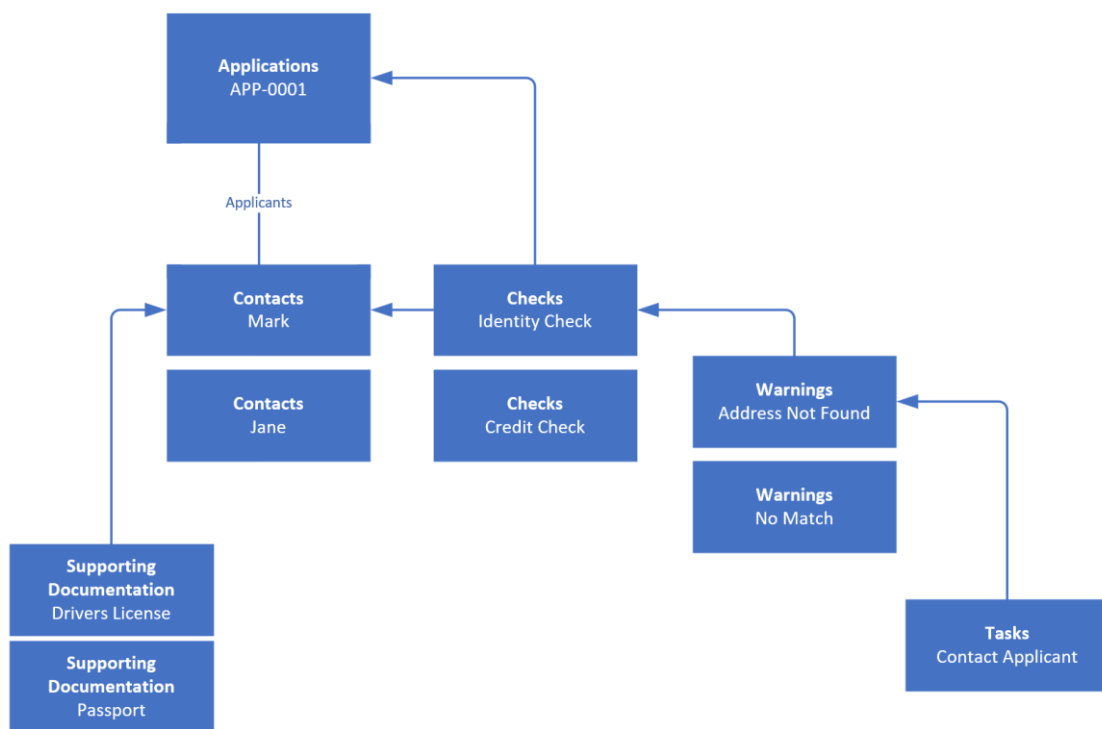 Applications
APP-0001
Applicants
Contacts
Mark
Checks
Identity Check
Contacts
Jane
Checks
Credit Check
Warnings
Address Not Found
Warnings
No Match
Supporting
Documentation
Drivers License
Supporting
Documentation
Passport
Tasks
Contact Applicant